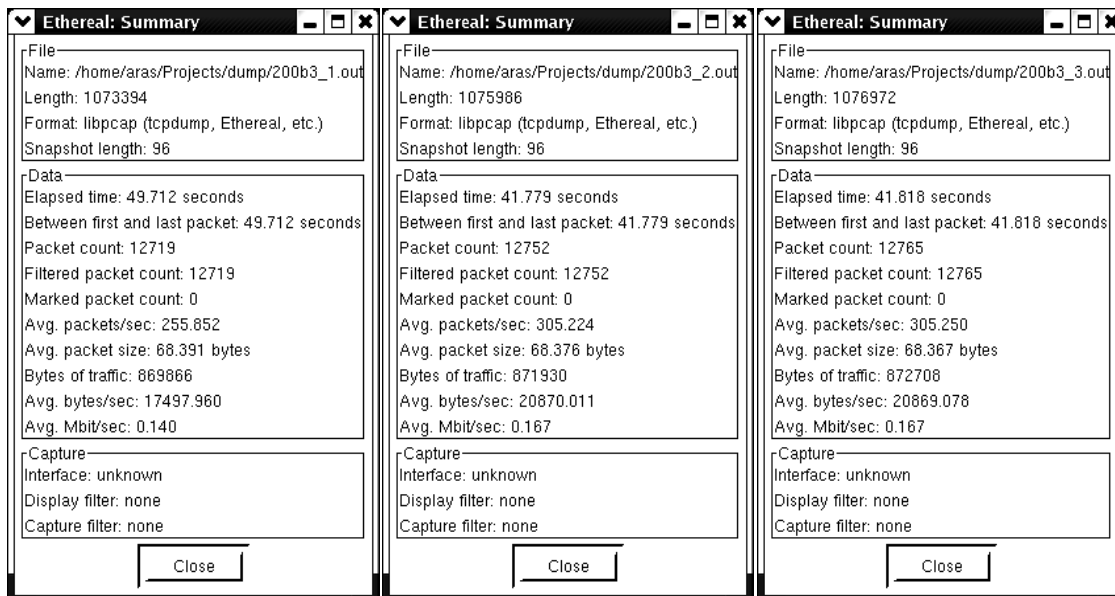 Ethereal: Summary
File
Name: /home/aras/Projects/dump/200b3_1.out
Length: 1073394
Format: libpcap (tcpdump, Ethereal, etc.)
Snapshot length: 96
Data
Elapsed time: 49.712 seconds
Between first and last packet: 49.712 seconds
Packet count: 12719
Filtered packet count: 12719
Marked packet count: 0
Avg. packets/sec: 255.852
Avg. packet size: 68.391 bytes
Bytes of traffic: 869866
Avg. bytes/sec: 17497.960
Avg. Mbit/sec: 0.140
Capture
Interface: unknown
Display filter: none
Capture filter: none
Close
Ethereal: Summary
File
Name: /home/aras/Projects/dump/200b3_2.out
Length: 1075986
Format: libpcap (tcpdump, Ethereal, etc.)
Snapshot length: 96
Data
Elapsed time: 41.779 seconds
Between first and last packet: 41.779 seconds
Packet count: 12752
Filtered packet count: 12752
Marked packet count: 0
Avg. packets/sec: 305.224
Avg. packet size: 68.376 bytes
Bytes of traffic: 871930
Avg. bytes/sec: 20870.011
Avg. Mbit/sec: 0.167
Capture
Interface: unknown
Display filter: none
Capture filter: none
Close
Ethereal: Summary
File
Name: /home/aras/Projects/dump/200b3_3.out
Length: 1076972
Format: libpcap (tcpdump, Ethereal, etc.)
Snapshot length: 96
Data
Elapsed time: 41.818 seconds
Between first and last packet: 41.818 seconds
Packet count: 12765
Filtered packet count: 12765
Marked packet count: 0
Avg. packets/sec: 305.250
Avg. packet size: 68.367 bytes
Bytes of traffic: 872708
Avg. bytes/sec: 20869.078
Avg. Mbit/sec: 0.167
Capture
Interface: unknown
Display filter: none
Capture filter: none
Close